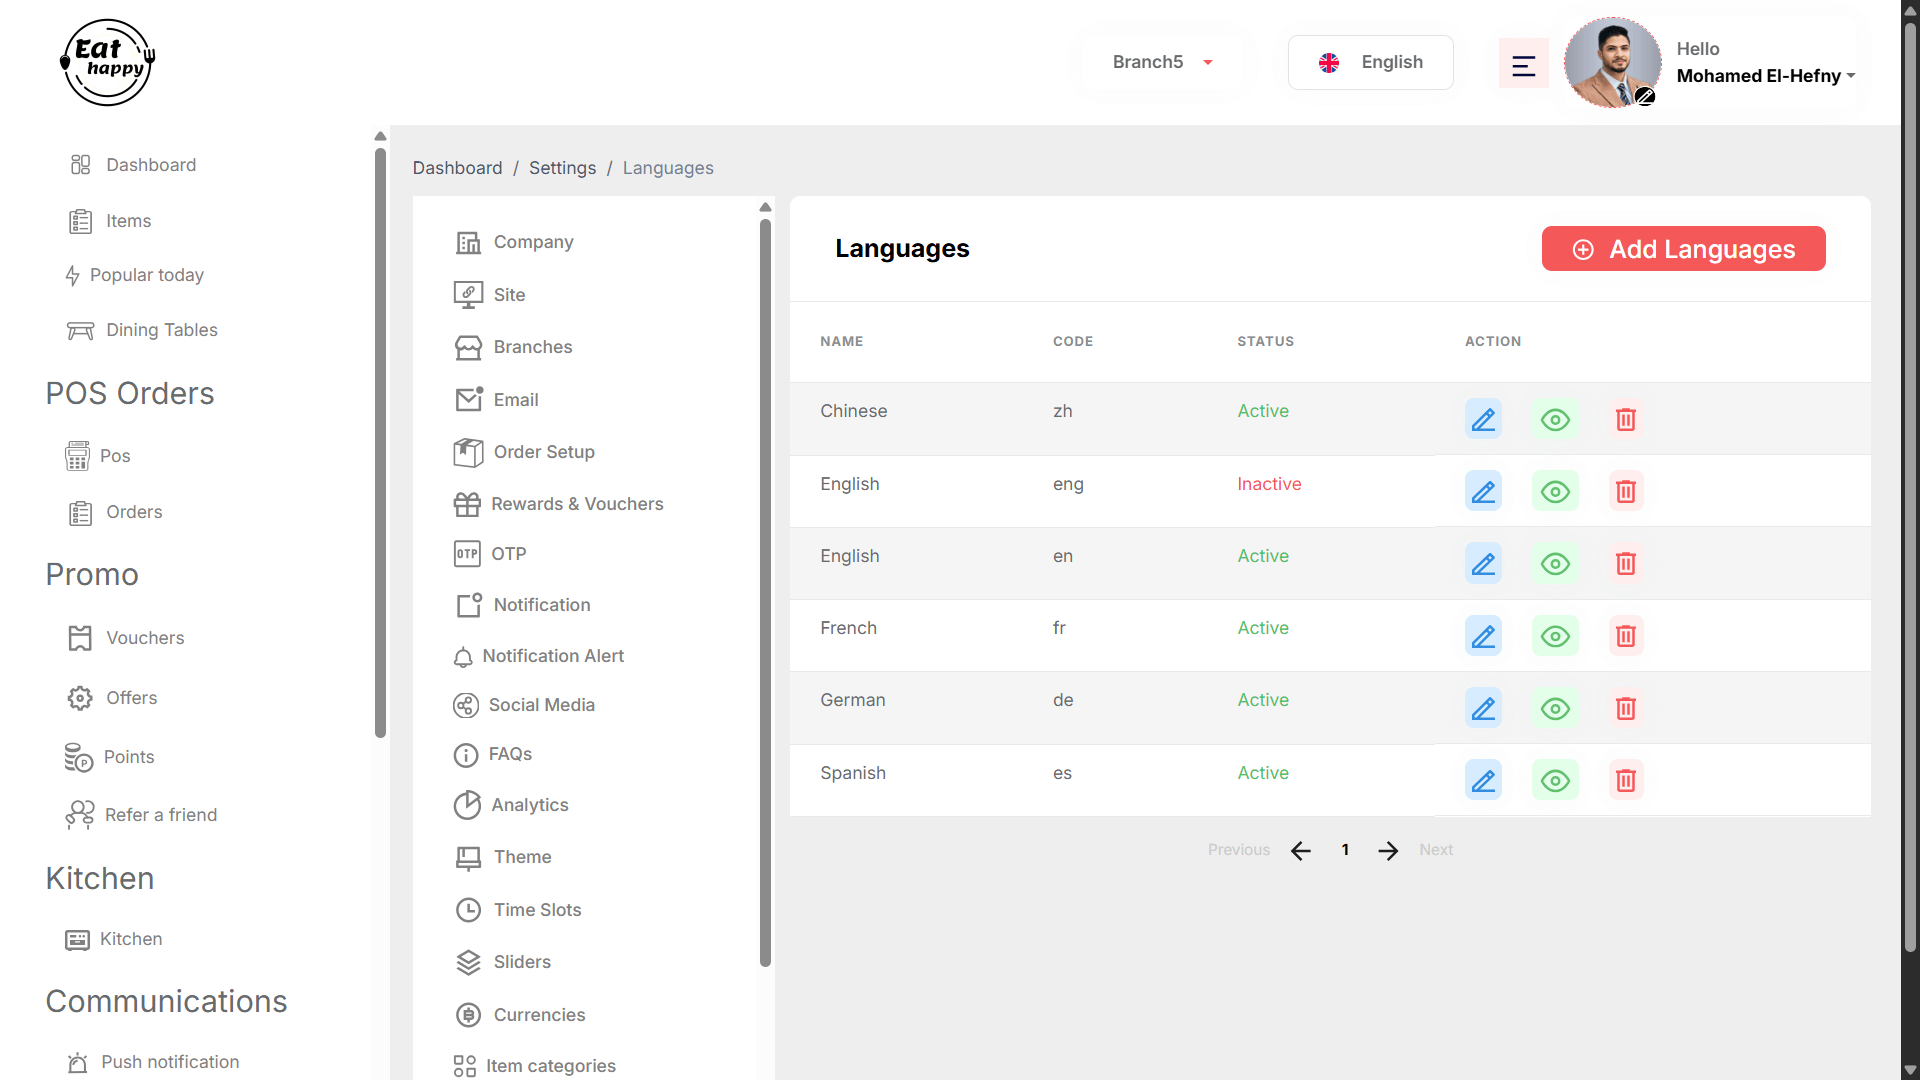 Eat
happy
Branch5
English
Hello
Mohamed El-Hefny
Dashboard
Items
Popular today
Dining Tables
POS Orders
Pos
Orders
Promo
Vouchers
Offers
Points
Refer a friend
Kitchen
Kitchen
Communications
Push notification
Dashboard / Settings / Languages
Company
Site
Branches
Email
Order Setup
Rewards & Vouchers
OTP OTP
Notification
Notification Alert
Social Media
FAQs
Analytics
Theme
Time Slots
Sliders
Currencies
Item categories
Languages
Add Languages
NAME CODE STATUS ACTION
Chinese zh Active
English eng Inactive
English en Active
French fr Active
German de Active
Spanish es Active
Previous 1 Next